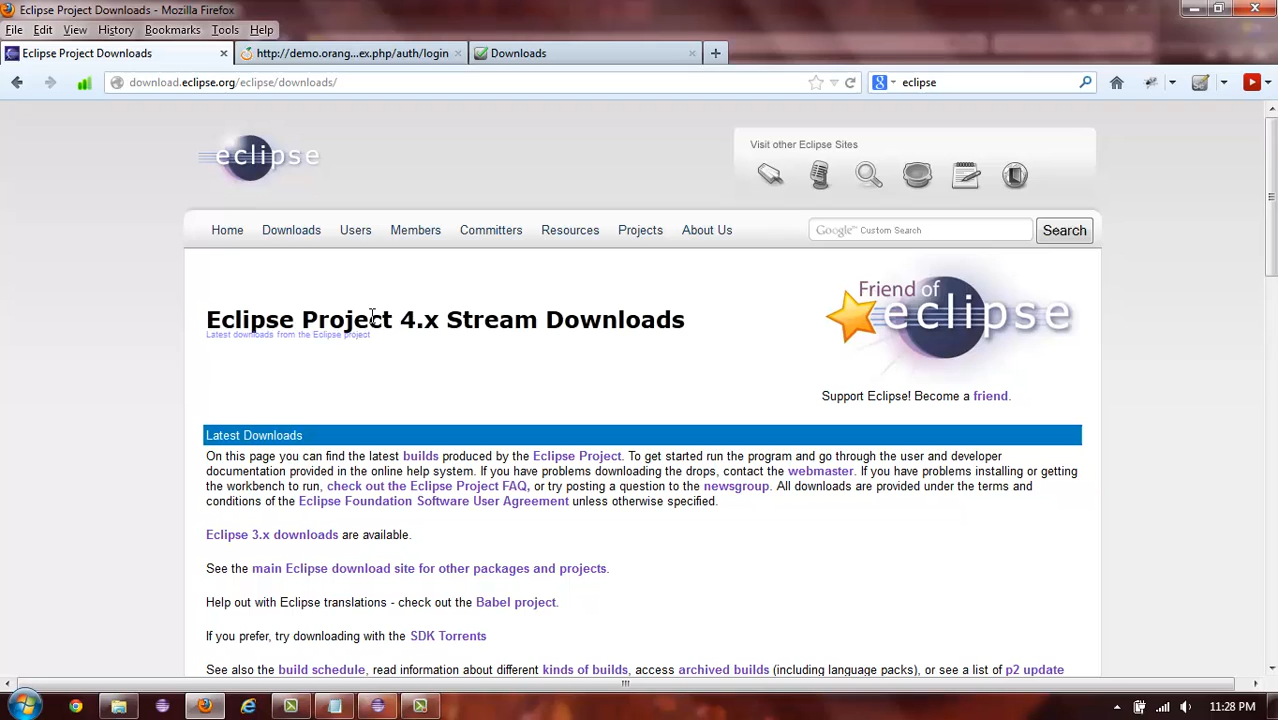 Eclipse Project Downloads - Mozilla Firefox
File Edit View History Bookmarks Tools Help
Eclipse Project Downloads × http://demo.orang...ex.php/auth/login × Downloads × +
download.eclipse.org/eclipse/downloads/ eclipse
eclipse
Visit other Eclipse Sites
Home Downloads Users Members Committers Resources Projects About Us Google™ Custom Search Search
Friend of
eclipse
Eclipse Project 4.x Stream Downloads
Latest downloads from the Eclipse project
Support Eclipse! Become a friend.
Latest Downloads
On this page you can find the latest builds produced by the Eclipse Project. To get started run the program and go through the user and developer
documentation provided in the online help system. If you have problems downloading the drops, contact the webmaster. If you have problems installing or getting
the workbench to run, check out the Eclipse Project FAQ, or try posting a question to the newsgroup. All downloads are provided under the terms and
conditions of the Eclipse Foundation Software User Agreement unless otherwise specified.
Eclipse 3.x downloads are available.
See the main Eclipse download site for other packages and projects.
Help out with Eclipse translations - check out the Babel project.
If you prefer, try downloading with the SDK Torrents
See also the build schedule, read information about different kinds of builds, access archived builds (including language packs), or see a list of p2 update
11:28 PM